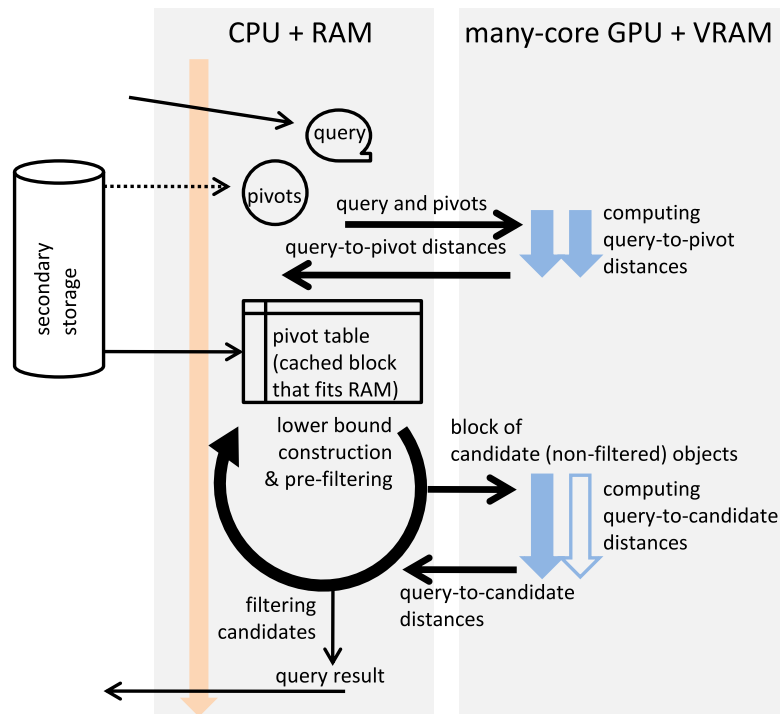 CPU + RAM
many-core GPU + VRAM
query
pivots
secondary
storage
query and pivots
query-to-pivot distances
computing
query-to-pivot
distances
pivot table
(cached block
that fits RAM)
lower bound
construction
& pre-filtering
block of
candidate (non-filtered) objects
computing
query-to-candidate
distances
query-to-candidate
distances
filtering
candidates
query result